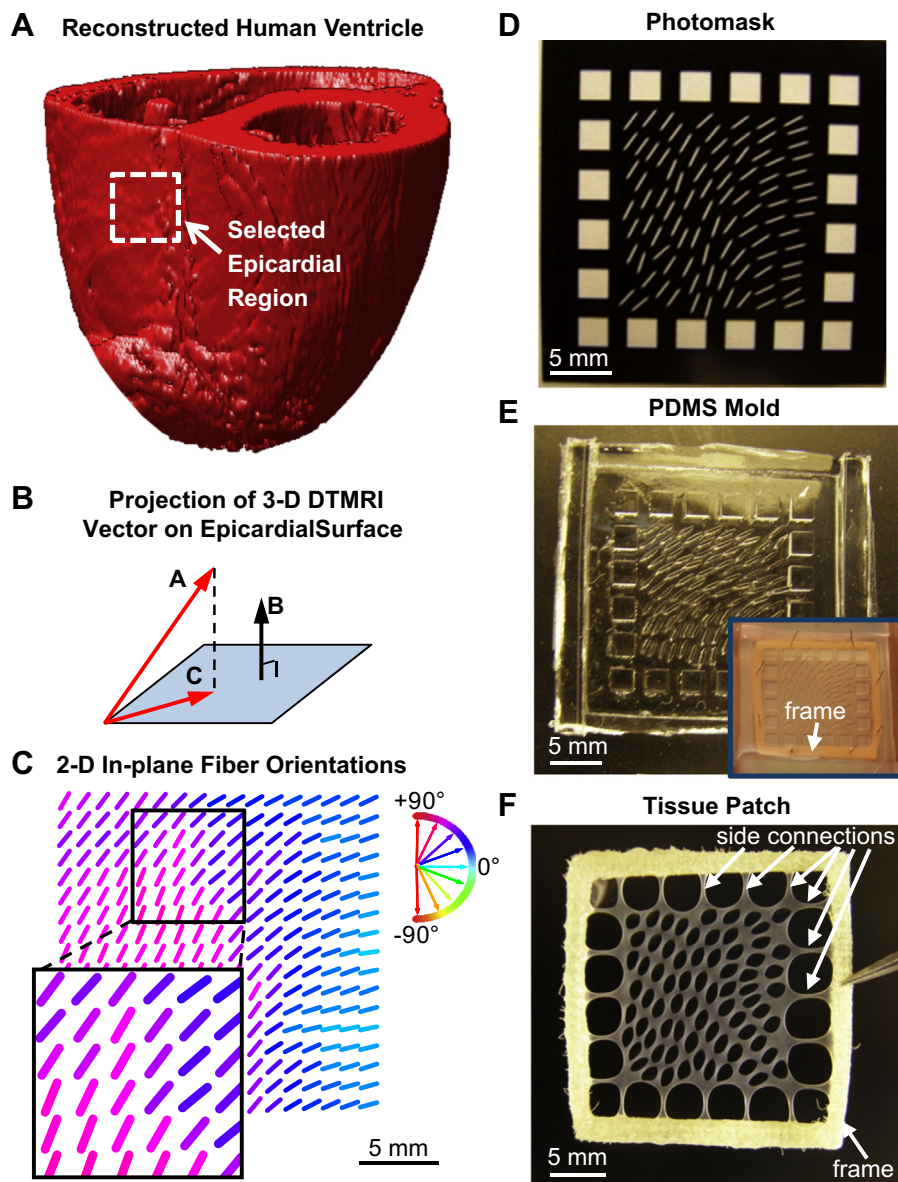 A Reconstructed Human Ventricle
Selected
Epicardial
Region
B Projection of 3-D DTMRI
Vector on EpicardialSurface
A
B
C
C 2-D In-plane Fiber Orientations
+90°
0°
-90°
5 mm
D Photomask
5 mm
E PDMS Mold
frame
5 mm
F Tissue Patch
side connections
5 mm
frame